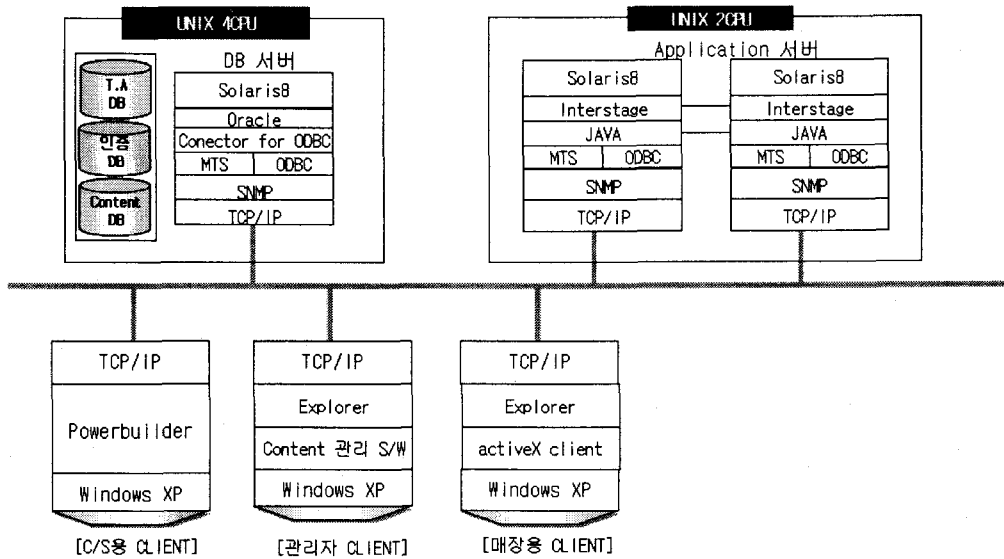 UNIX 4CPU
DB 서버
T.A
DB
인증
DB
Content
DB
Solaris8
Oracle
Conector for ODBC
MTS ODBC
SNMP
TCP/IP
UNIX 2CPU
Application 서버
Solaris8
Interstage
JAVA
MTS ODBC
SNMP
TCP/IP
Solaris8
Interstage
JAVA
MTS ODBC
SNMP
TCP/IP
TCP/IP
Powerbuilder
Windows XP
[C/S용 CLIENT]
TCP/IP
Explorer
Content 관리 S/W
Windows XP
[관리자 CLIENT]
TCP/IP
Explorer
activeX client
Windows XP
[매장용 CLIENT]